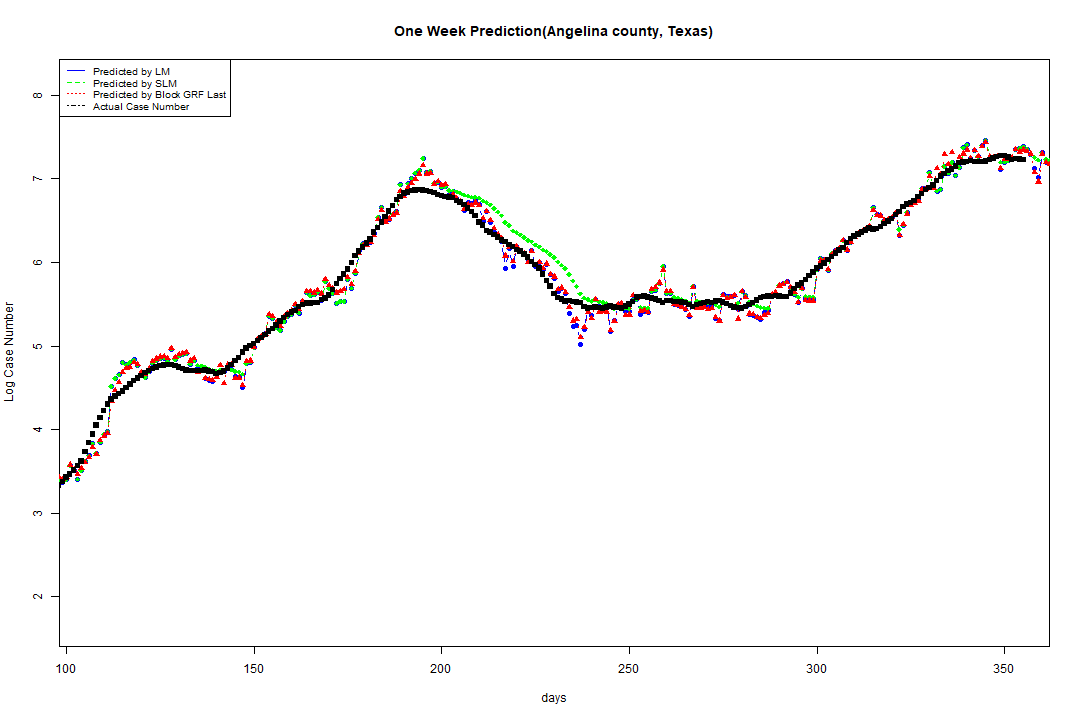 One Week Prediction(Angelina county, Texas)
Predicted by LM
Predicted by SLM
Predicted by Block GRF Last
Actual Case Number
8
7
6
5
4
3
2
Log Case Number
100 150 200 250 300 350
days